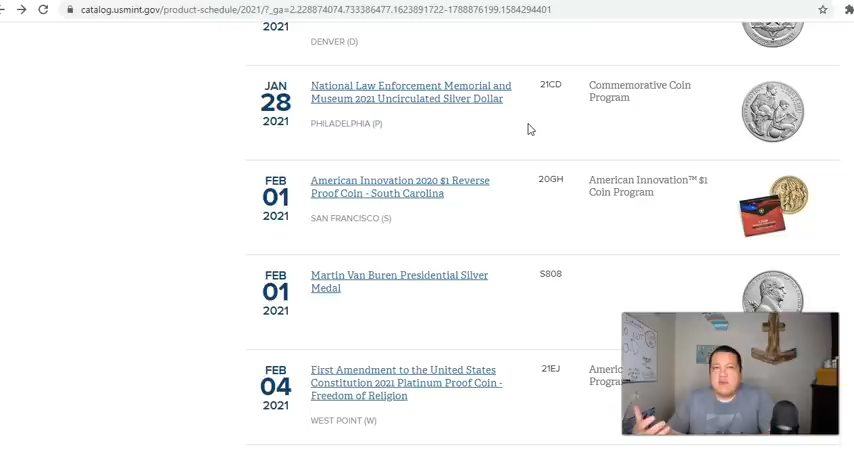 catalog.usmint.gov/product-schedule/2021/?_ga=2.228874074.733386477.1623891722-1788876199.1584294401
2021
DENVER (D)
JAN
28
2021
National Law Enforcement Memorial and
Museum 2021 Uncirculated Silver Dollar
PHILADELPHIA (P)
21CD
Commemorative Coin
Program
FEB
01
2021
American Innovation 2020 $1 Reverse
Proof Coin - South Carolina
SAN FRANCISCO (S)
20GH
American Innovation™ $1
Coin Program
FEB
01
2021
Martin Van Buren Presidential Silver
Medal
S808
FEB
04
2021
First Amendment to the United States
Constitution 2021 Platinum Proof Coin -
Freedom of Religion
WEST POINT (W)
21EJ